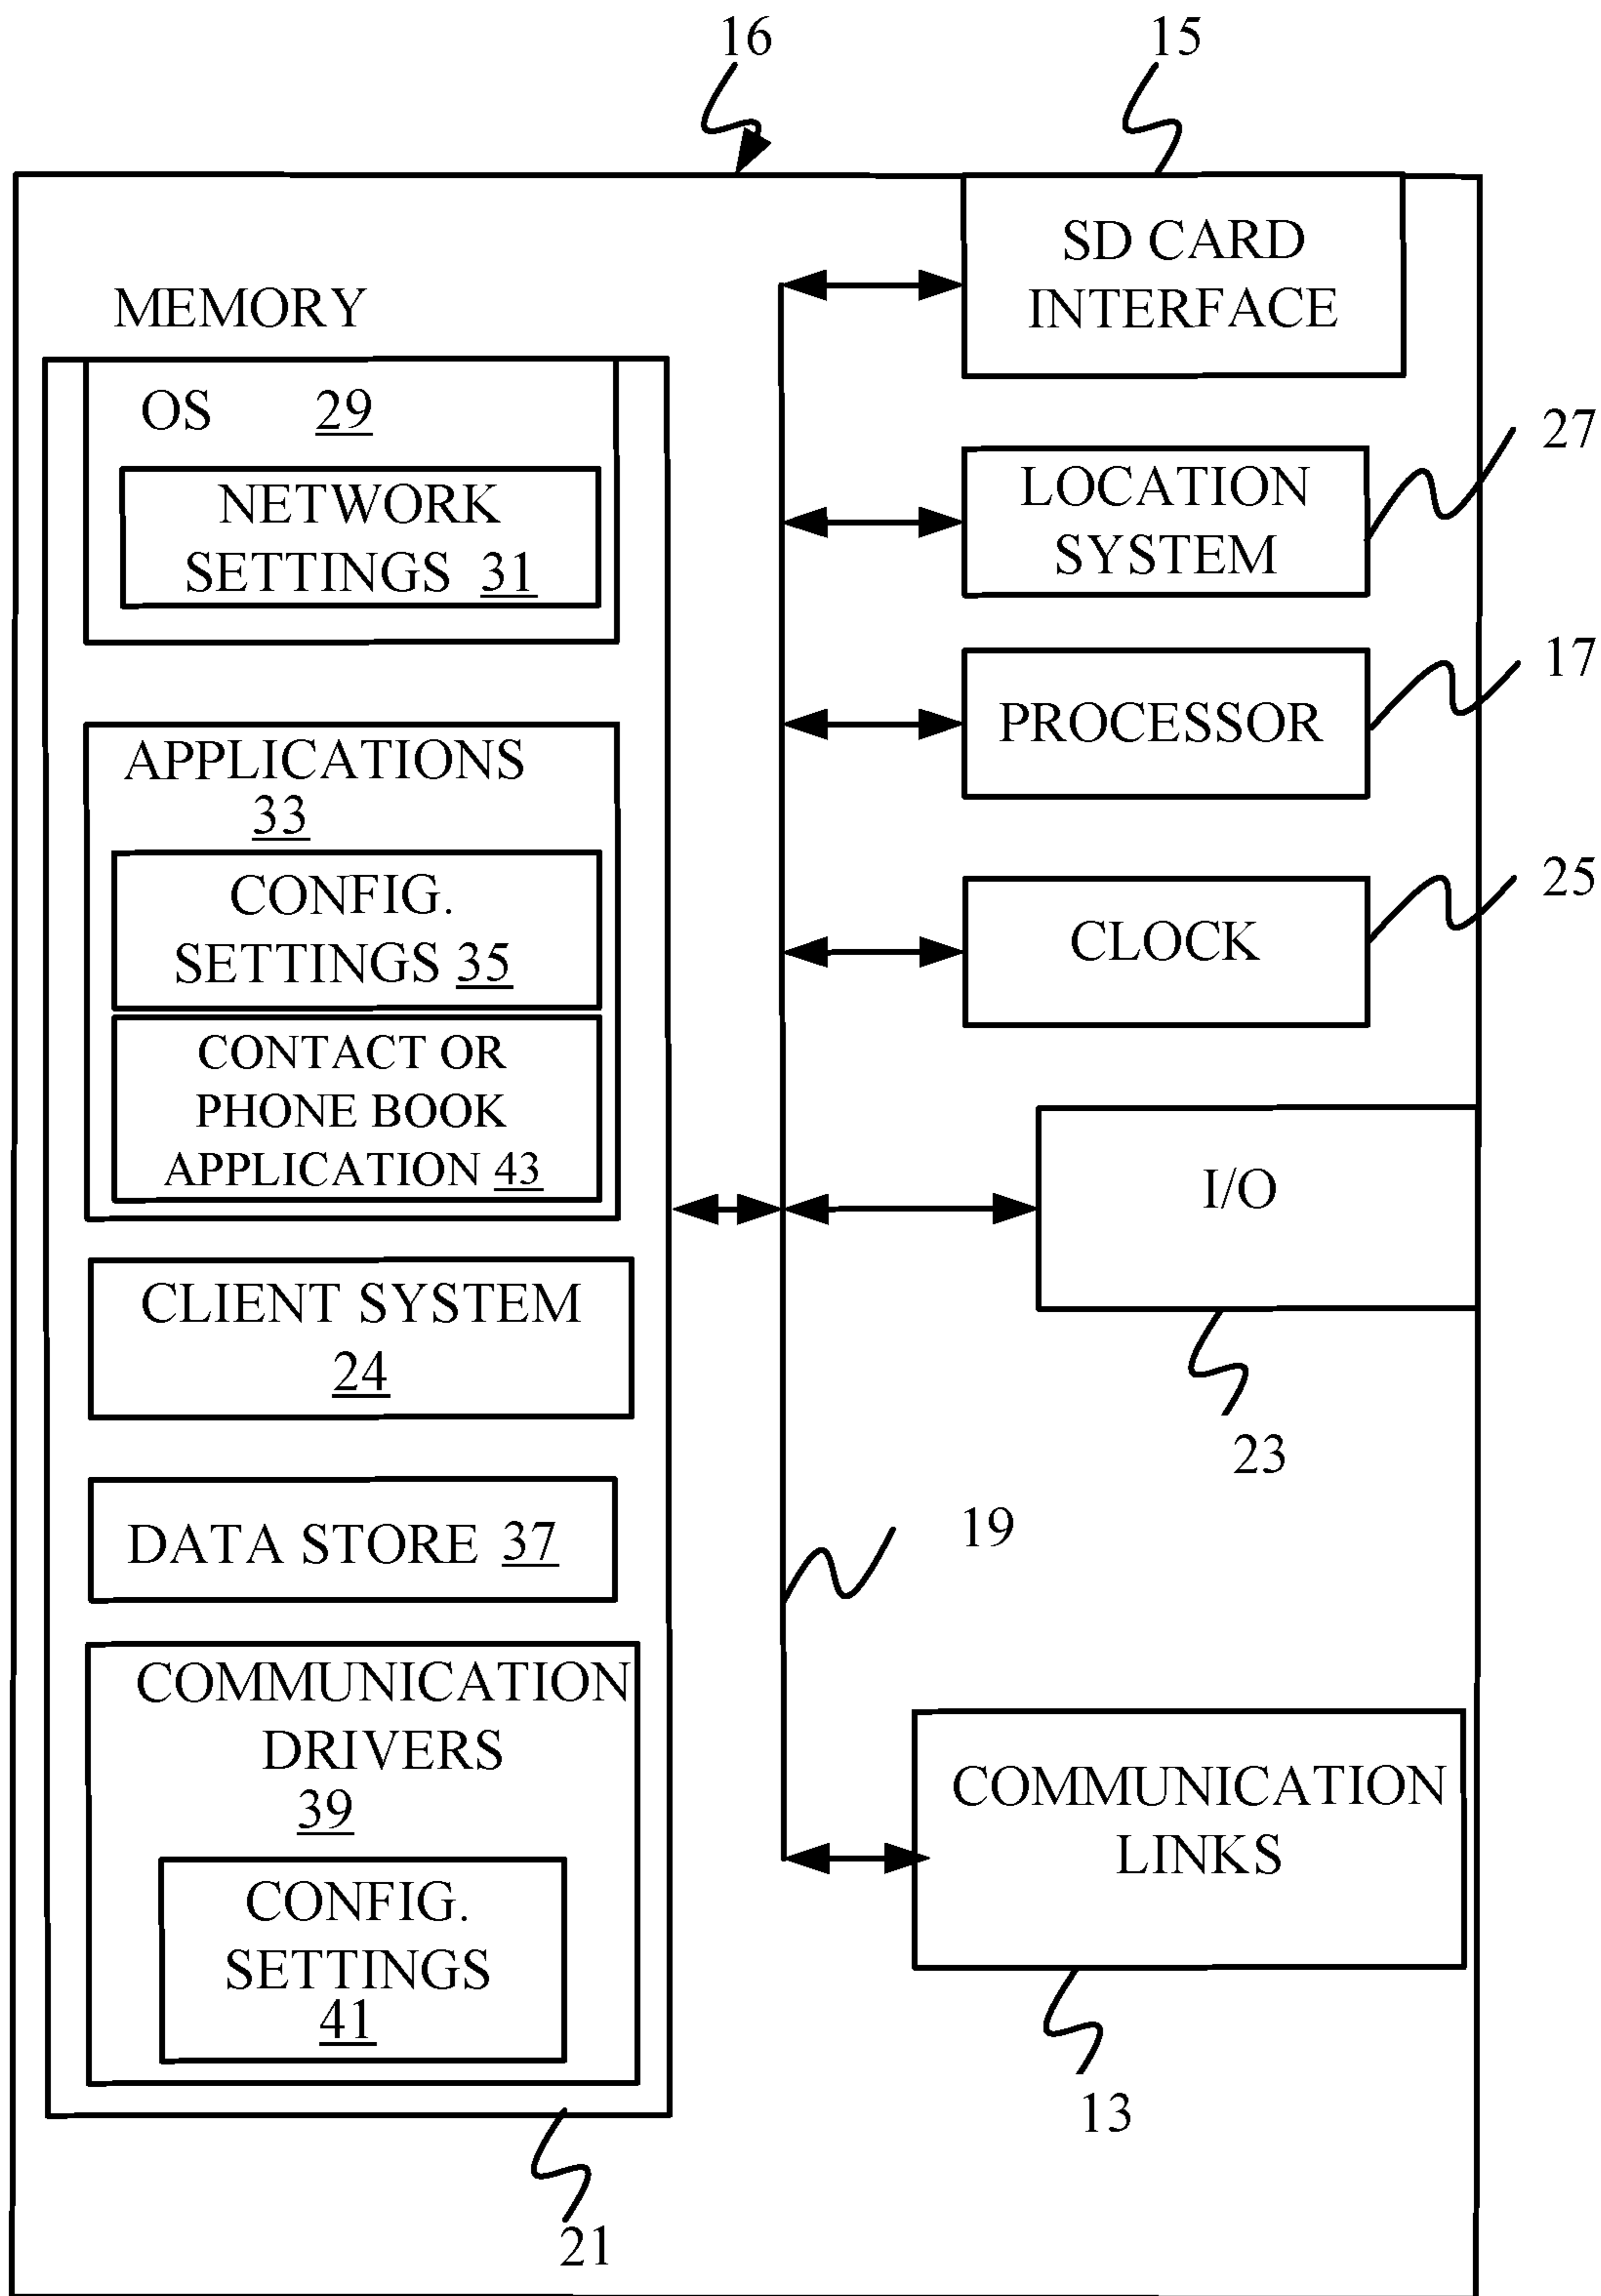 16
15
MEMORY
OS 29
NETWORK
SETTINGS 31
APPLICATIONS
33
CONFIG.
SETTINGS 35
CONTACT OR
PHONE BOOK
APPLICATION 43
CLIENT SYSTEM
24
DATA STORE 37
COMMUNICATION
DRIVERS
39
CONFIG.
SETTINGS
41
21
SD CARD
INTERFACE
LOCATION
SYSTEM
27
PROCESSOR
17
CLOCK
25
I/O
23
19
COMMUNICATION
LINKS
13